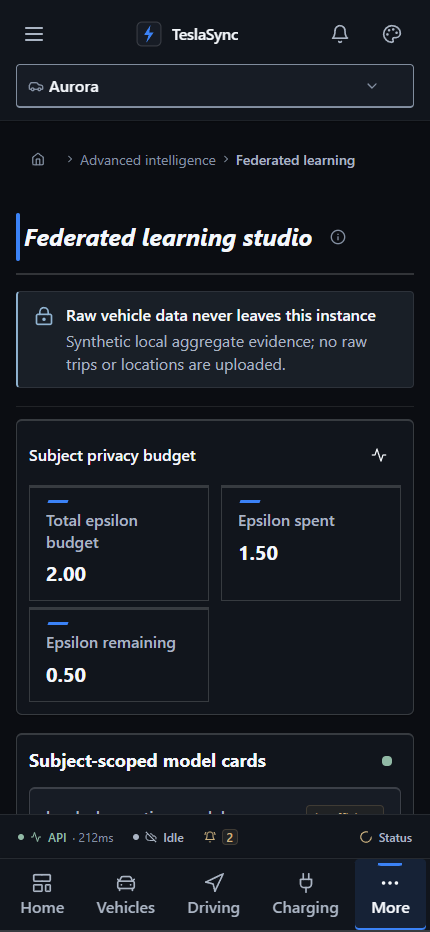 TeslaSync
Aurora
Advanced intelligence
Federated learning
Federated learning studio
Raw vehicle data never leaves this instance
Synthetic local aggregate evidence; no raw
trips or locations are uploaded.
Subject privacy budget
Total epsilon
budget
2.00
Epsilon spent
1.50
Epsilon remaining
0.50
Subject-scoped model cards
API · 212ms
Idle
2
Status
Home
Vehicles
Driving
Charging
More